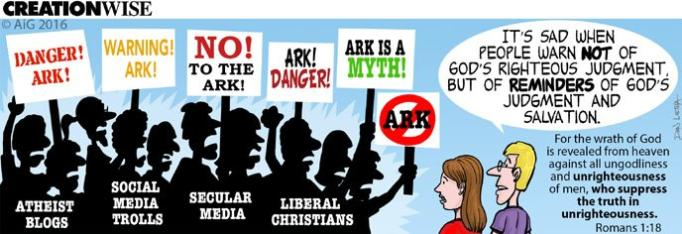 CREATIONWISE
© AiG 2016
DANGER!
ARK!
WARNING!
ARK!
NO!
TO THE
ARK!
ARK!
DANGER!
ARK IS A
MYTH!
ARK
ATHEIST
BLOGS
SOCIAL
MEDIA
TROLLS
SECULAR
MEDIA
LIBERAL
CHRISTIANS
IT'S SAD WHEN
PEOPLE WARN NOT OF
GOD'S RIGHTEOUS JUDGMENT,
BUT OF REMINDERS OF GOD'S
JUDGMENT AND
SALVATION.
For the wrath of God
is revealed from heaven
against all ungodliness
and unrighteousness
of men, who suppress
the truth in
unrighteousness.
Romans 1:18